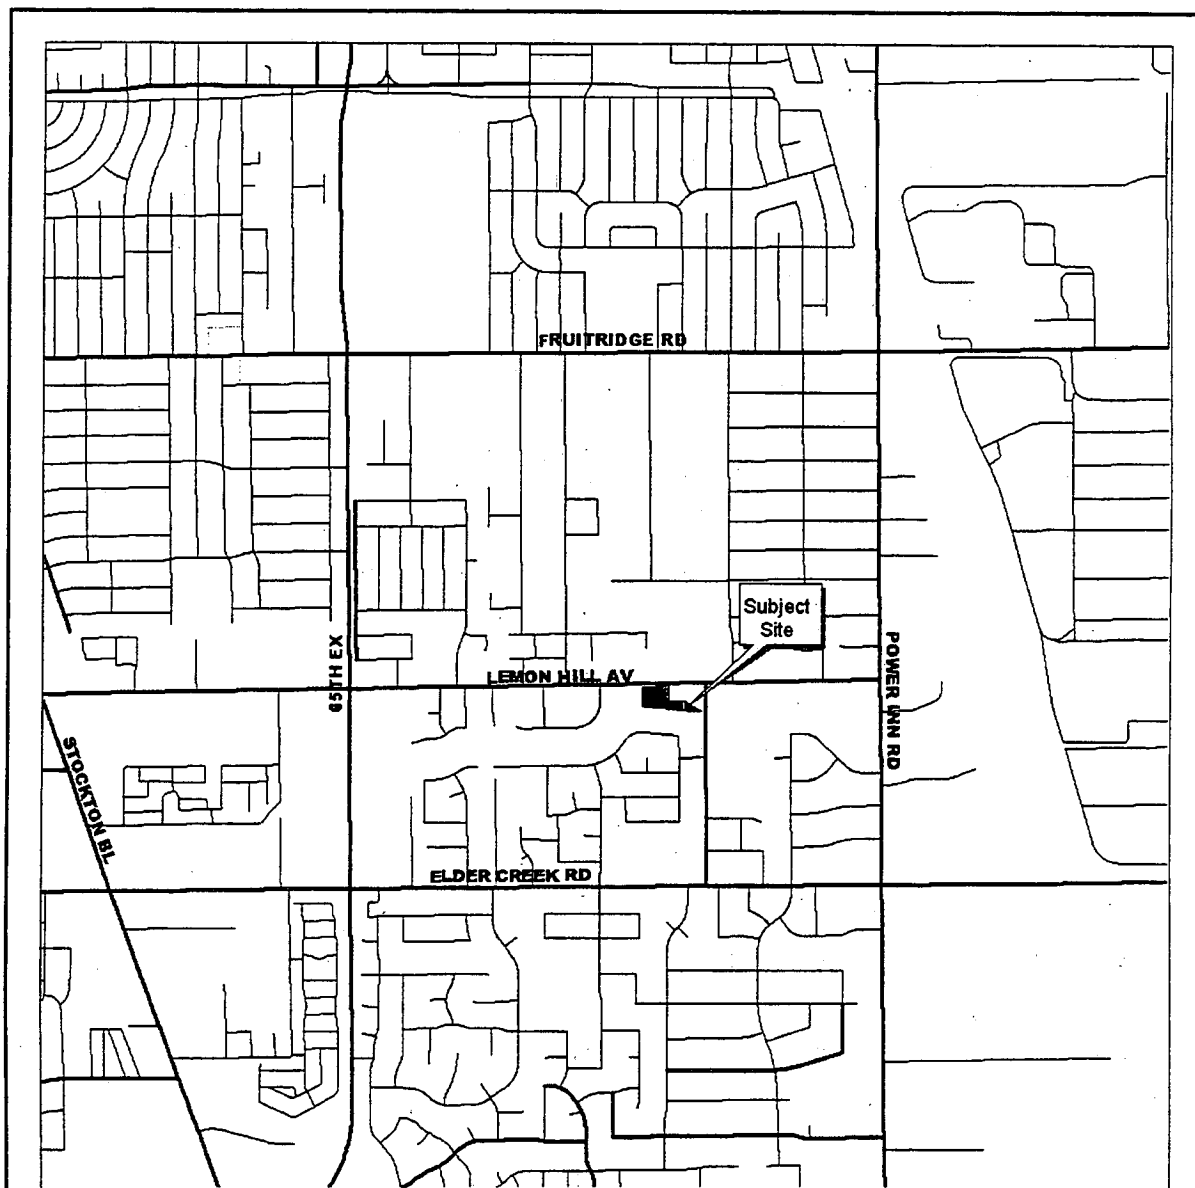 FRUITRIDGE RD
Subject
Site
65TH EX
LEMON HILL AV
POWER INN RD
STOCKTON BL
ELDER CREEK RD